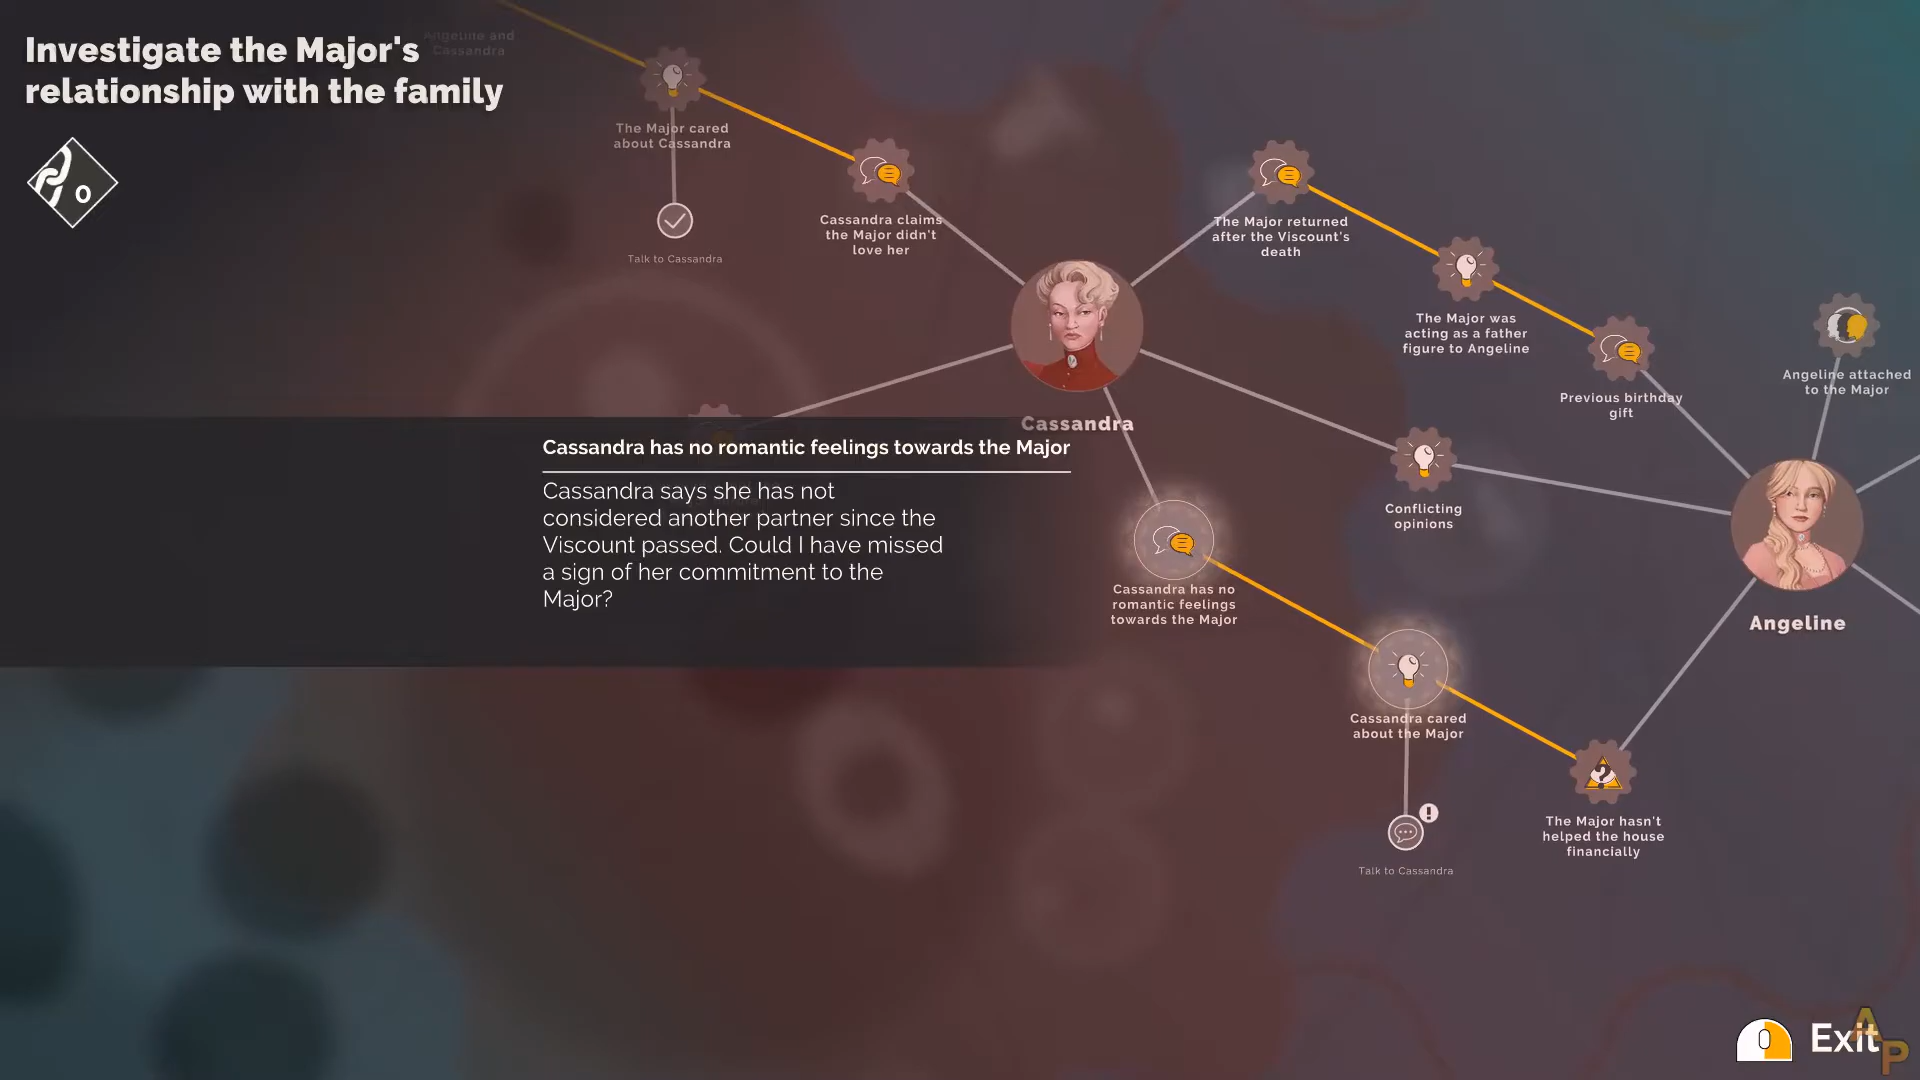 Investigate the Major's
relationship with the family
0
Angeline and
Cassandra
The Major cared
about Cassandra
Talk to Cassandra
Cassandra claims
the Major didn't
love her
The Major returned
after the Viscount's
death
The Major was
acting as a father
figure to Angeline
Previous birthday
gift
Angeline attached
to the Major
Cassandra
Cassandra has no romantic feelings towards the Major
Cassandra says she has not
considered another partner since the
Viscount passed. Could I have missed
a sign of her commitment to the
Major?
Conflicting
opinions
Cassandra has no
romantic feelings
towards the Major
Angeline
Cassandra cared
about the Major
The Major hasn't
helped the house
financially
Talk to Cassandra
Exit
AP